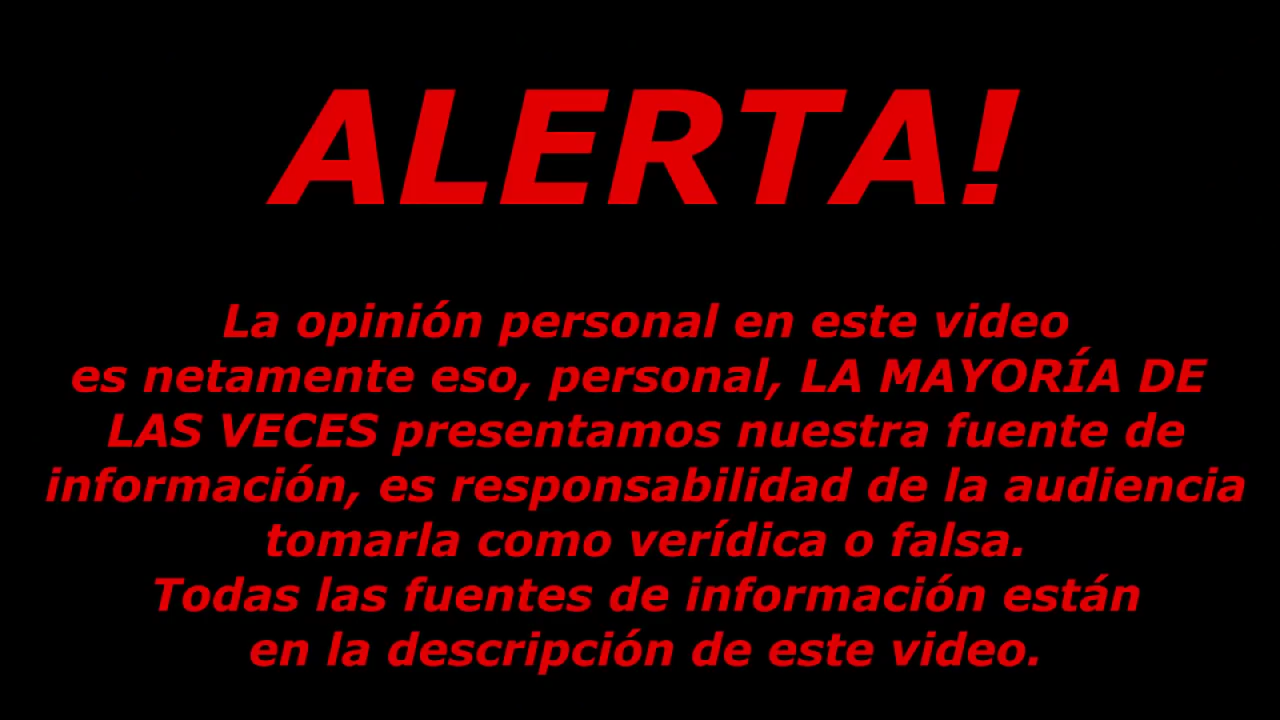 ALERTA!
La opinión personal en este video
es netamente eso, personal, LA MAYORÍA DE
LAS VECES presentamos nuestra fuente de
información, es responsabilidad de la audiencia
tomarla como verídica o falsa.
Todas las fuentes de información están
en la descripción de este video.